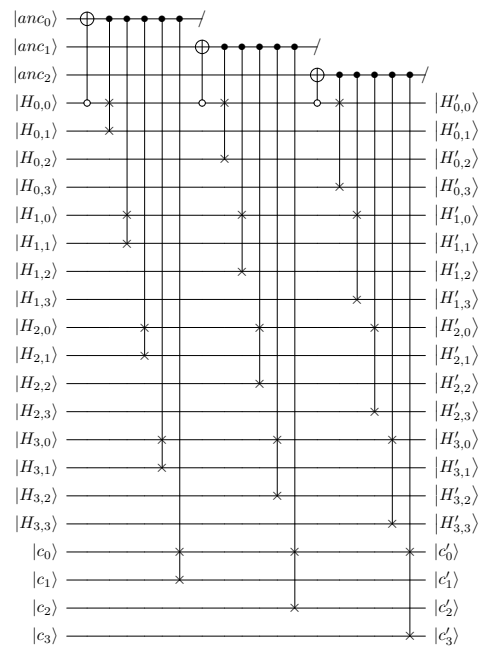 |anc₀⟩
|anc₁⟩
|anc₂⟩
|H₀,₀⟩ |H′₀,₀⟩
|H₀,₁⟩ |H′₀,₁⟩
|H₀,₂⟩ |H′₀,₂⟩
|H₀,₃⟩ |H′₀,₃⟩
|H₁,₀⟩ |H′₁,₀⟩
|H₁,₁⟩ |H′₁,₁⟩
|H₁,₂⟩ |H′₁,₂⟩
|H₁,₃⟩ |H′₁,₃⟩
|H₂,₀⟩ |H′₂,₀⟩
|H₂,₁⟩ |H′₂,₁⟩
|H₂,₂⟩ |H′₂,₂⟩
|H₂,₃⟩ |H′₂,₃⟩
|H₃,₀⟩ |H′₃,₀⟩
|H₃,₁⟩ |H′₃,₁⟩
|H₃,₂⟩ |H′₃,₂⟩
|H₃,₃⟩ |H′₃,₃⟩
|c₀⟩ |c′₀⟩
|c₁⟩ |c′₁⟩
|c₂⟩ |c′₂⟩
|c₃⟩ |c′₃⟩